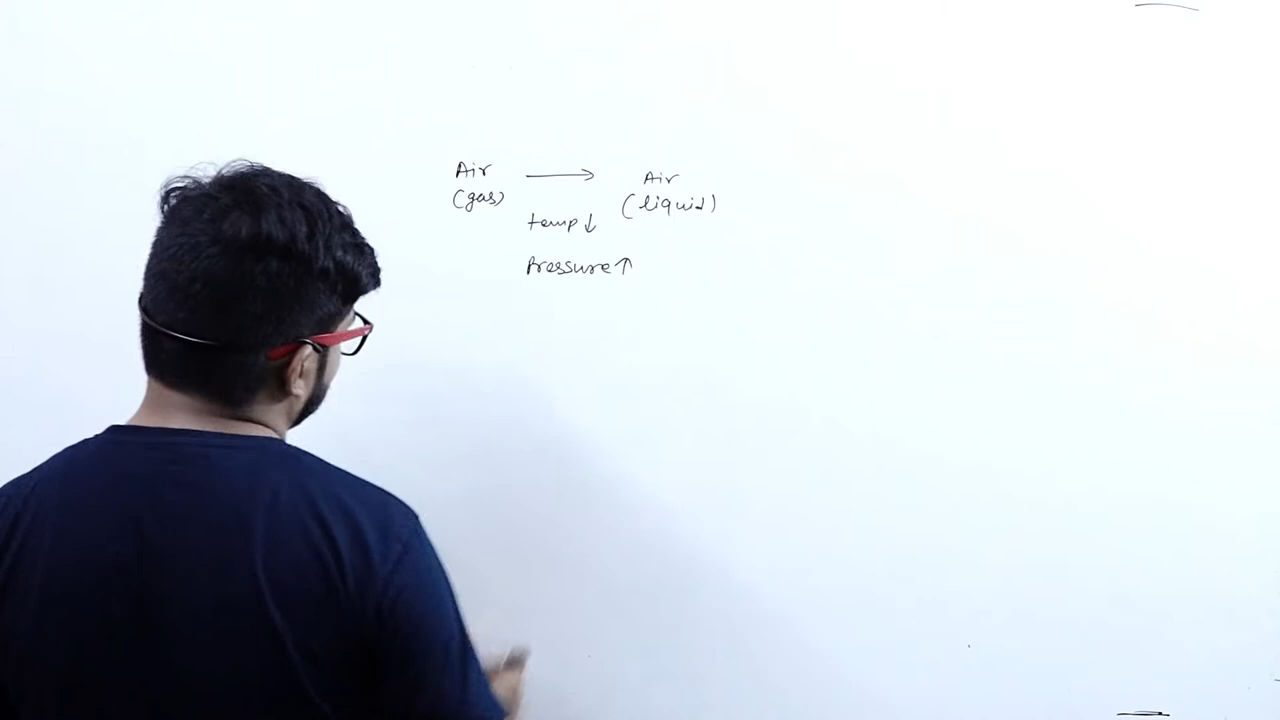 Air ⟶ Air
(gas) (liquid)
temp ↓
Pressure ↑